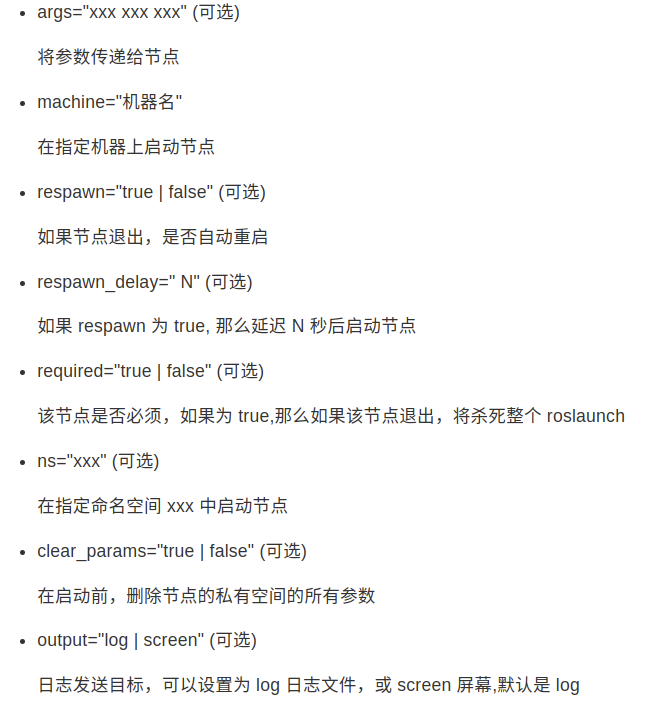 args="xxx xxx xxx" (可选)
将参数传递给节点
machine="机器名"
在指定机器上启动节点
respawn="true | false" (可选)
如果节点退出，是否自动重启
respawn_delay=" N" (可选)
如果 respawn 为 true, 那么延迟 N 秒后启动节点
required="true | false" (可选)
该节点是否必须，如果为 true,那么如果该节点退出，将杀死整个 roslaunch
ns="xxx" (可选)
在指定命名空间 xxx 中启动节点
clear_params="true | false" (可选)
在启动前，删除节点的私有空间的所有参数
output="log | screen" (可选)
日志发送目标，可以设置为 log 日志文件，或 screen 屏幕,默认是 log